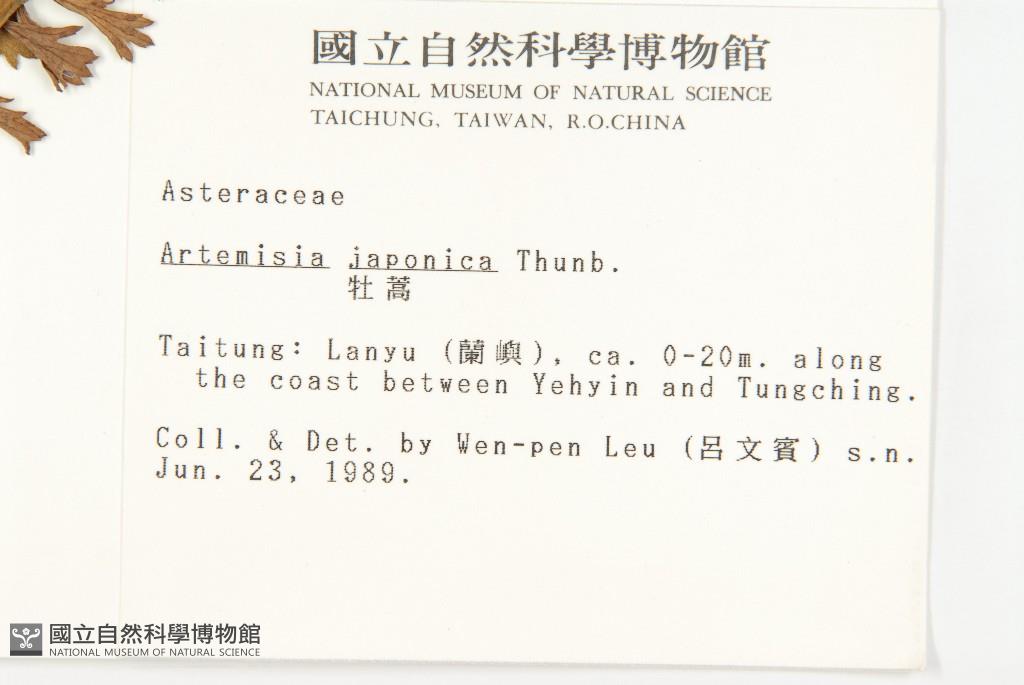 國立自然科學博物館
NATIONAL MUSEUM OF NATURAL SCIENCE
TAICHUNG, TAIWAN, R.O.CHINA
Asteraceae
Artemisia japonica Thunb.
牡蒿
Taitung: Lanyu (蘭嶼), ca. 0-20m. along
the coast between Yehyin and Tungching.
Coll. & Det. by Wen-pen Leu (呂文賓) s.n.
Jun. 23, 1989.
國立自然科學博物館
NATIONAL MUSEUM OF NATURAL SCIENCE